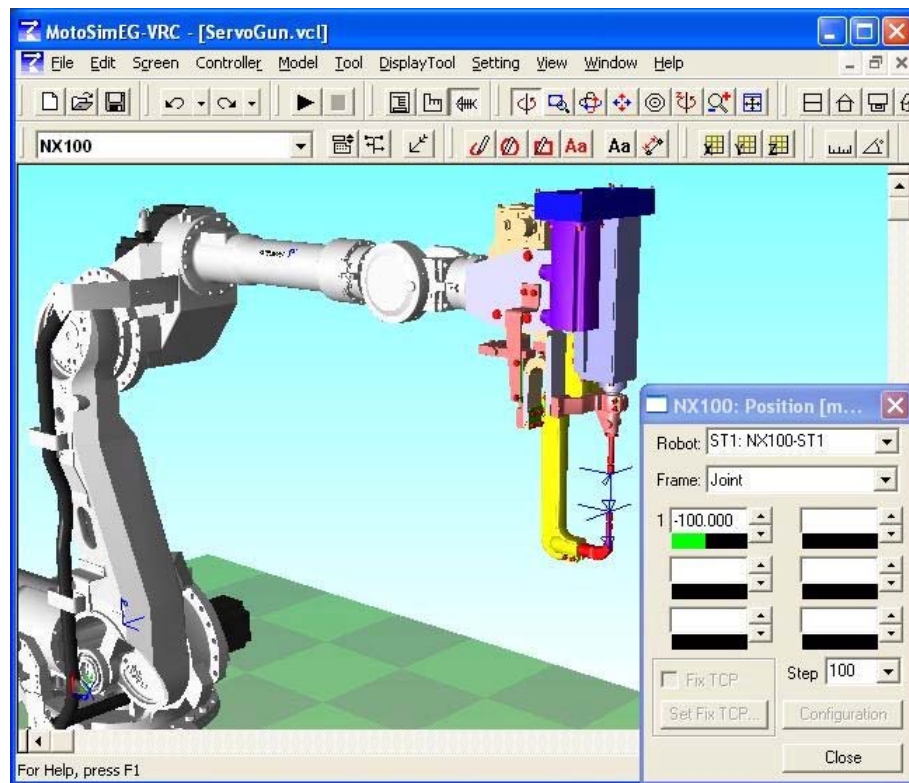 MotoSimEG-VRC - [ServoGun.vcl]
File Edit Screen Controller Model Tool DisplayTool Setting View Window Help
NX100
Aa Aa X Y Z
NX100: Position [m...
Robot: ST1: NX100-ST1
Frame: Joint
1 -100.000
Fix TCP
Step 100
Set Fix TCP... Configuration
Close
For Help, press F1